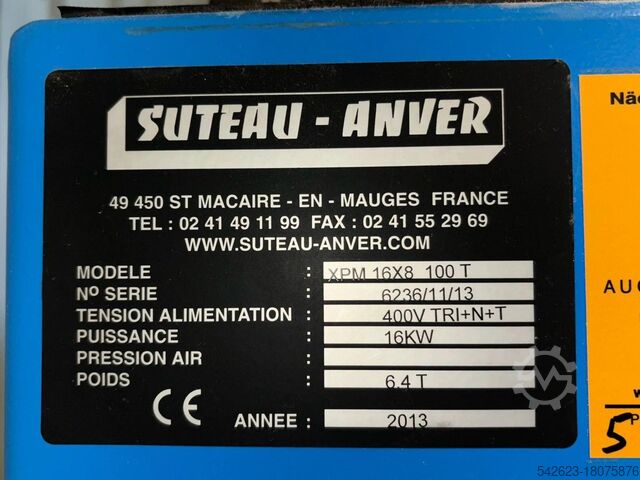 SUTEAU - ANVER
49 450 ST MACAIRE - EN - MAUGES FRANCE
TEL : 02 41 49 11 99 FAX : 02 41 55 29 69
WWW.SUTEAU-ANVER.COM
MODELE : XPM 16X8 100 T
Nº SERIE : 6236/11/13
TENSION ALIMENTATION : 400V TRI+N+T
PUISSANCE : 16KW
PRESSION AIR :
POIDS : 6.4 T
CE ANNEE : 2013
5
542623-18075876